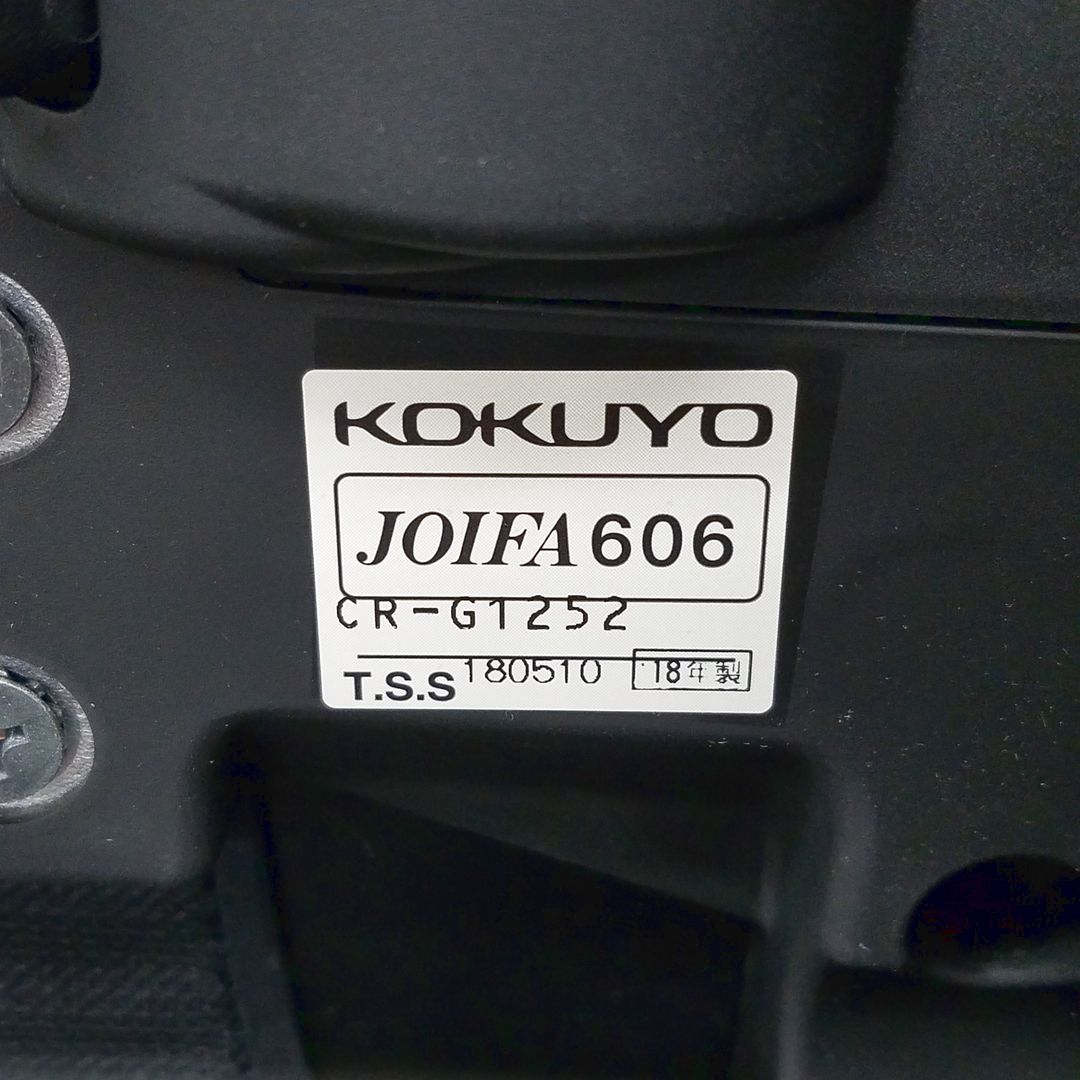 KOKUYO
JOIFA 606
CR-G1252
T.S.S 180510 '18年製